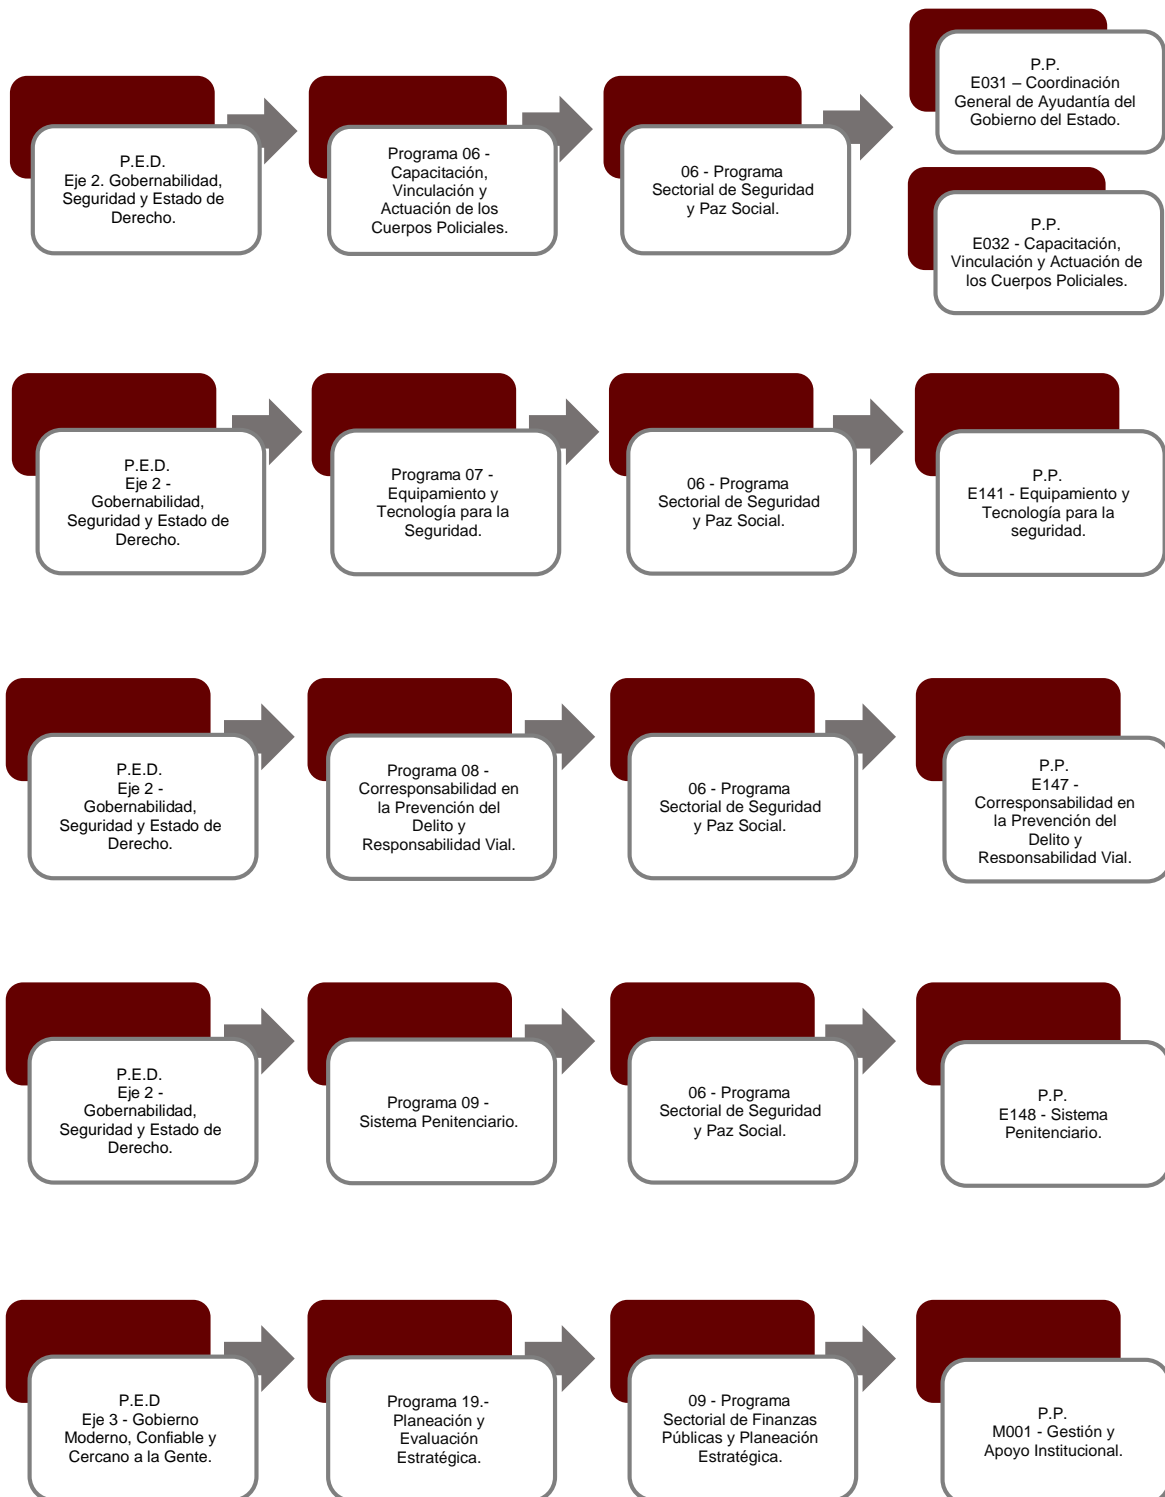 P.E.D.
Eje 2. Gobernabilidad,
Seguridad y Estado de
Derecho.
Programa 06 -
Capacitación,
Vinculación y
Actuación de los
Cuerpos Policiales.
06 - Programa
Sectorial de Seguridad
y Paz Social.
P.P.
E031 – Coordinación
General de Ayudantía del
Gobierno del Estado.
P.P.
E032 - Capacitación,
Vinculación y Actuación de
los Cuerpos Policiales.
P.E.D.
Eje 2 -
Gobernabilidad,
Seguridad y Estado de
Derecho.
Programa 07 -
Equipamiento y
Tecnología para la
Seguridad.
06 - Programa
Sectorial de Seguridad
y Paz Social.
P.P.
E141 - Equipamiento y
Tecnología para la
seguridad.
P.E.D.
Eje 2 -
Gobernabilidad,
Seguridad y Estado de
Derecho.
Programa 08 -
Corresponsabilidad en
la Prevención del
Delito y
Responsabilidad Vial.
06 - Programa
Sectorial de Seguridad
y Paz Social.
P.P.
E147 -
Corresponsabilidad en
la Prevención del
Delito y
Responsabilidad Vial.
P.E.D.
Eje 2 -
Gobernabilidad,
Seguridad y Estado de
Derecho.
Programa 09 -
Sistema Penitenciario.
06 - Programa
Sectorial de Seguridad
y Paz Social.
P.P.
E148 - Sistema
Penitenciario.
P.E.D
Eje 3 - Gobierno
Moderno, Confiable y
Cercano a la Gente.
Programa 19.-
Planeación y
Evaluación
Estratégica.
09 - Programa
Sectorial de Finanzas
Públicas y Planeación
Estratégica.
P.P.
M001 - Gestión y
Apoyo Institucional.